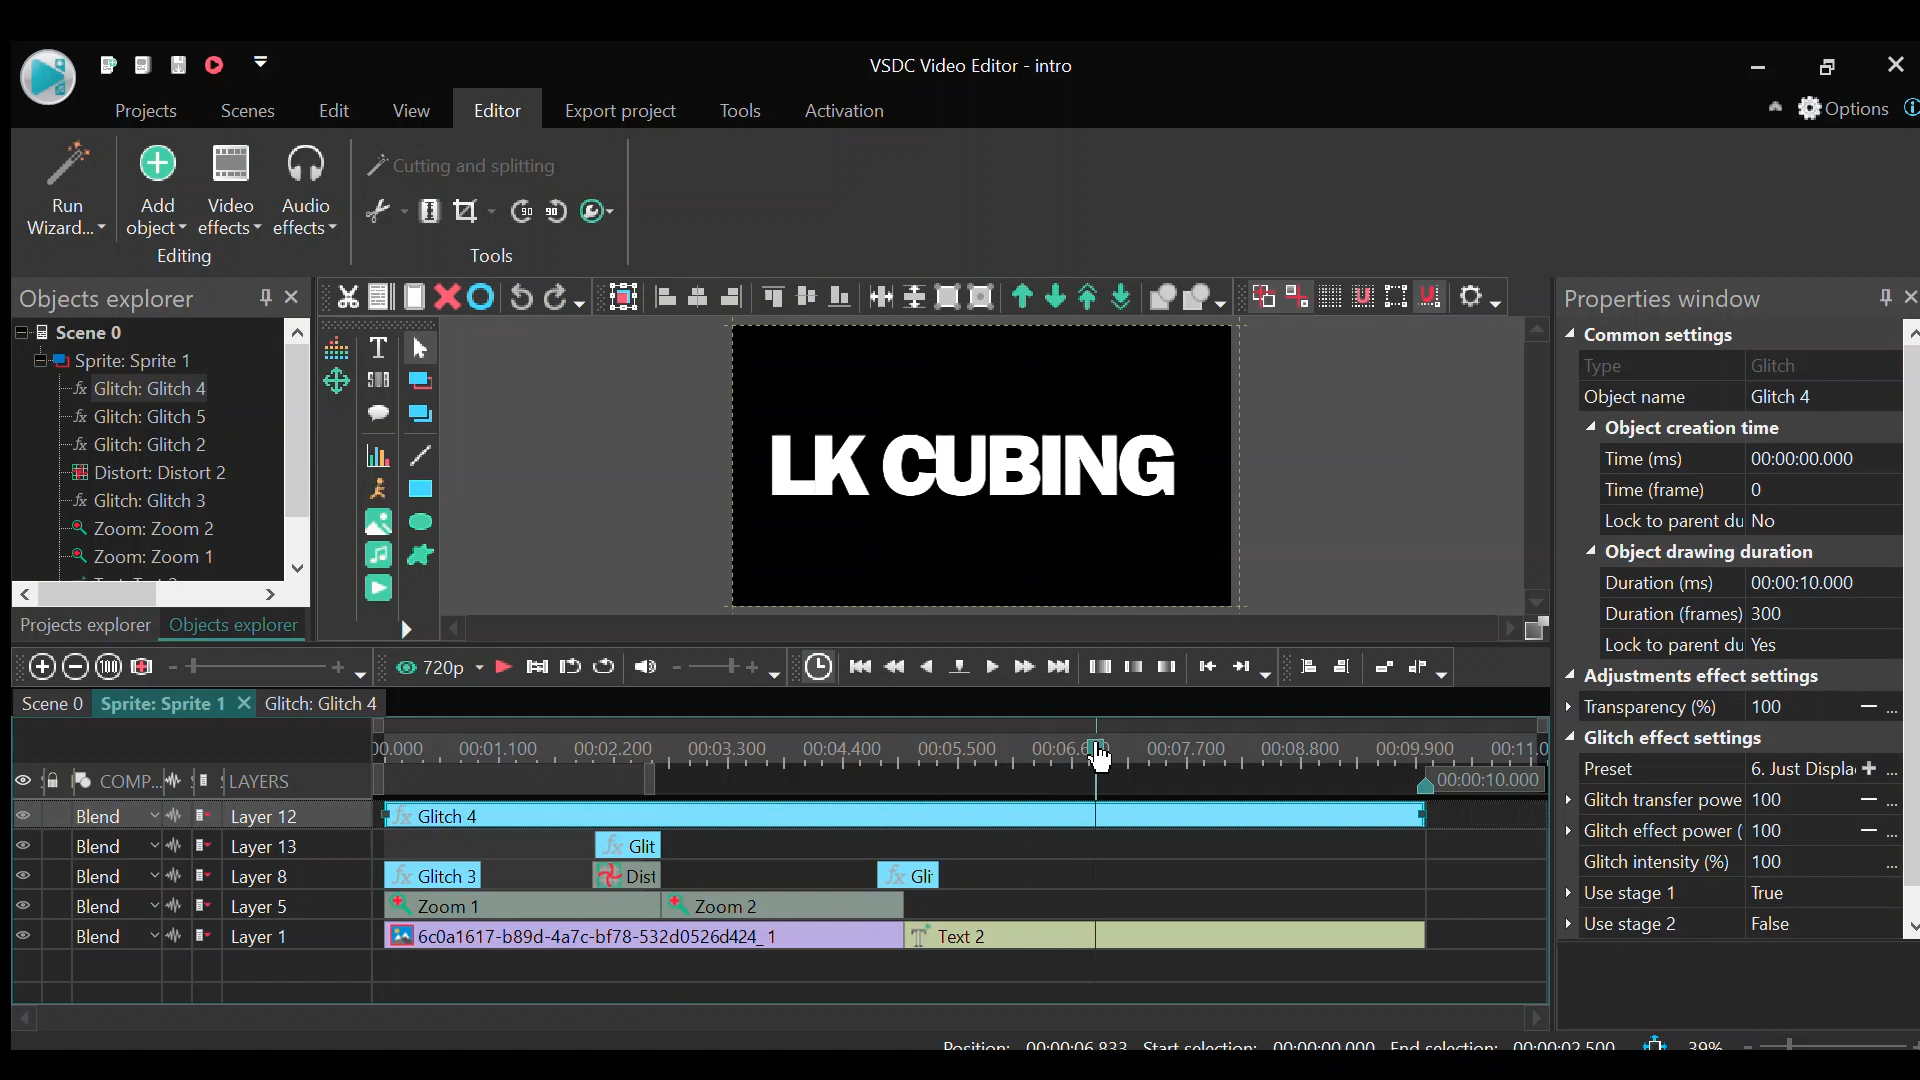 VSDC Video Editor - intro
Projects Scenes Edit View Editor Export project Tools Activation
Options
Cutting and splitting
Run Wizard...
Add object
Video effects
Audio effects
Editing
Tools
Objects explorer
Scene 0
Sprite: Sprite 1
Glitch: Glitch 4
Glitch: Glitch 5
Glitch: Glitch 2
Distort: Distort 2
Glitch: Glitch 3
Zoom: Zoom 2
Zoom: Zoom 1
Projects explorer Objects explorer
LK CUBING
Properties window
Common settings
Type Glitch
Object name Glitch 4
Object creation time
Time (ms) 00:00:00.000
Time (frame) 0
Lock to parent du No
Object drawing duration
Duration (ms) 00:00:10.000
Duration (frames) 300
Lock to parent du Yes
Adjustments effect settings
Transparency (%) 100 ...
Glitch effect settings
Preset 6. Just Displa ...
Glitch transfer powe 100 ...
Glitch effect power ( 100 ...
Glitch intensity (%) 100 ...
Use stage 1 True
Use stage 2 False
720p
Scene 0 Sprite: Sprite 1 Glitch: Glitch 4
00:01.100 00:02.200 00:03.300 00:04.400 00:05.500 00:07.700 00:08.800 00:09.900
COMP... LAYERS
00:00:10.000
Blend Layer 12 fx Glitch 4
Blend Layer 13 fx Glit
Blend Layer 8 fx Glitch 3 Dist fx Gli
Blend Layer 5 Zoom 1 Zoom 2
Blend Layer 1 6c0a1617-b89d-4a7c-bf78-532d0526d424_1 Text 2
Position: 00:00:06.833 Start selection: 00:00:00.000 End selection: 00:00:02.500 39%